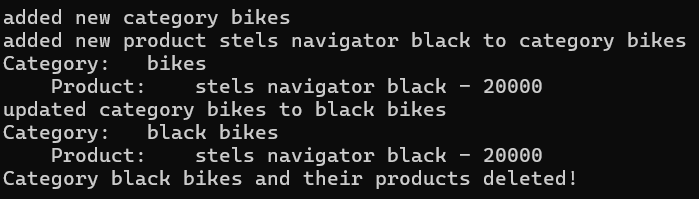 added new category bikes
added new product stels navigator black to category bikes
Category:   bikes
    Product:    stels navigator black - 20000
updated category bikes to black bikes
Category:   black bikes
    Product:    stels navigator black - 20000
Category black bikes and their products deleted!